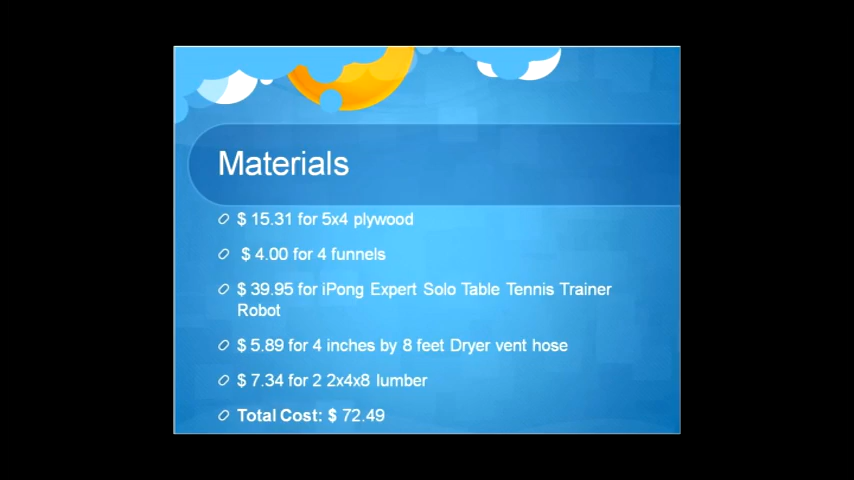 Materials
$ 15.31 for 5x4 plywood
$ 4.00 for 4 funnels
$ 39.95 for iPong Expert Solo Table Tennis Trainer
Robot
$ 5.89 for 4 inches by 8 feet Dryer vent hose
$ 7.34 for 2 2x4x8 lumber
Total Cost: $ 72.49